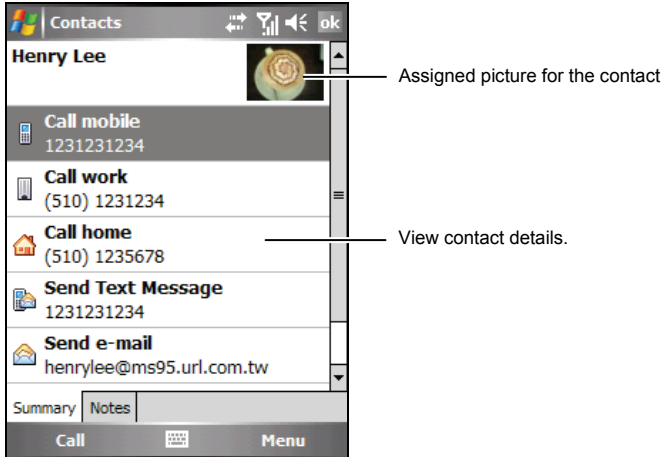 Contacts
ok
Henry Lee
Assigned picture for the contact
Call mobile
1231231234
Call work
(510) 1231234
Call home
(510) 1235678
View contact details.
Send Text Message
1231231234
Send e-mail
henrylee@ms95.url.com.tw
Summary Notes
Call Menu